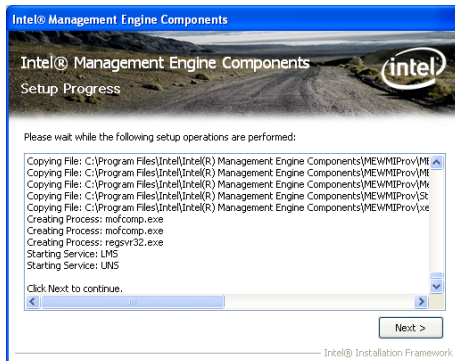 Intel® Management Engine Components
Intel® Management Engine Components
Setup Progress
intel®
Please wait while the following setup operations are performed:
Copying File: C:\Program Files\Intel\Intel(R) Management Engine Components\MEWMIProv\ME
Copying File: C:\Program Files\Intel\Intel(R) Management Engine Components\MEWMIProv\ME
Copying File: C:\Program Files\Intel\Intel(R) Management Engine Components\MEWMIProv\Me
Copying File: C:\Program Files\Intel\Intel(R) Management Engine Components\MEWMIProv\St
Copying File: C:\Program Files\Intel\Intel(R) Management Engine Components\MEWMIProv\xe
Creating Process: mofcomp.exe
Creating Process: mofcomp.exe
Creating Process: regsvr32.exe
Starting Service: LMS
Starting Service: UNS
Click Next to continue.
Next >
Intel® Installation Framework